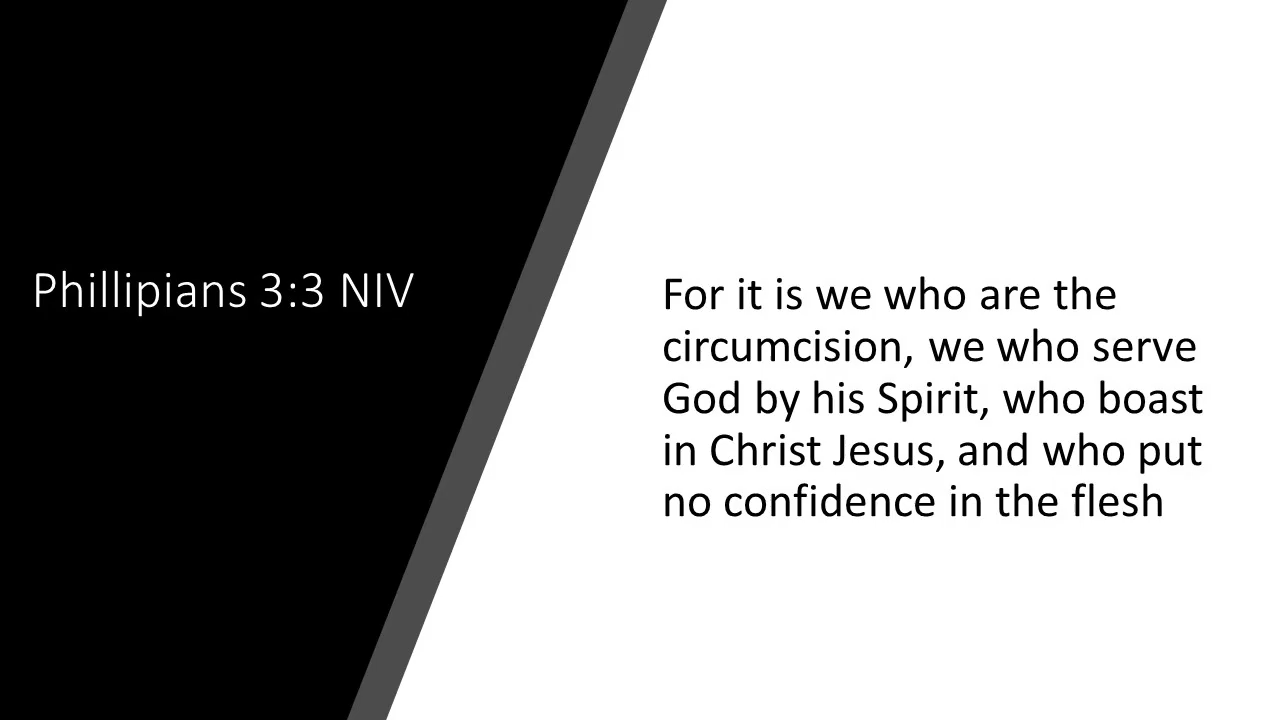 Phillipians 3:3 NIV
For it is we who are the
circumcision, we who serve
God by his Spirit, who boast
in Christ Jesus, and who put
no confidence in the flesh